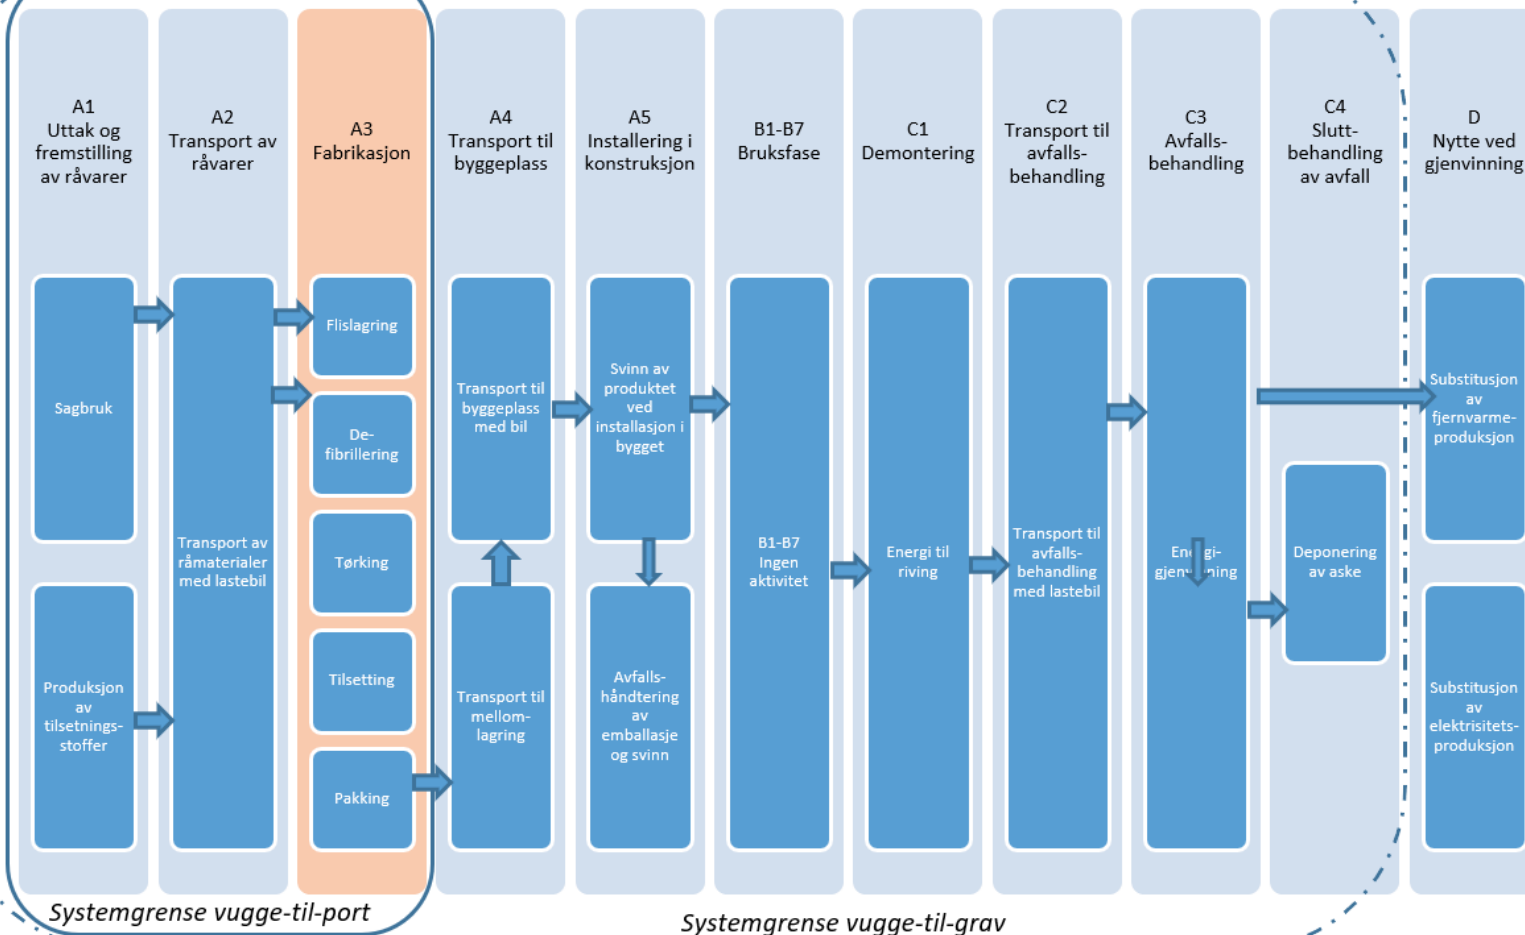 A1
Uttak og
fremstilling
av råvarer
A2
Transport av
råvarer
A3
Fabrikasjon
A4
Transport til
byggeplass
A5
Installering i
konstruksjon
B1-B7
Bruksfase
C1
Demontering
C2
Transport til
avfalls-
behandling
C3
Avfalls-
behandling
C4
Slutt-
behandling
av avfall
D
Nytte ved
gjenvinning
Sagbruk
Produksjon
av
tilsetnings-
stoffer
Transport av
råmaterialer
med lastebil
Flislagring
De-
fibrillering
Tørking
Tilsetting
Pakking
Transport til
byggeplass
med bil
Transport til
mellom-
lagring
Svinn av
produktet
ved
installasjon i
bygget
Avfalls-
håndtering
av
emballasje
og svinn
B1-B7
Ingen
aktivitet
Energi til
riving
Transport til
avfalls-
behandling
med lastebil
Energi-
gjenvinning
Deponering
av aske
Substitusjon
av
fjernvarme-
produksjon
Substitusjon
av
elektrisitets-
produksjon
Systemgrense vugge-til-port
Systemgrense vugge-til-grav